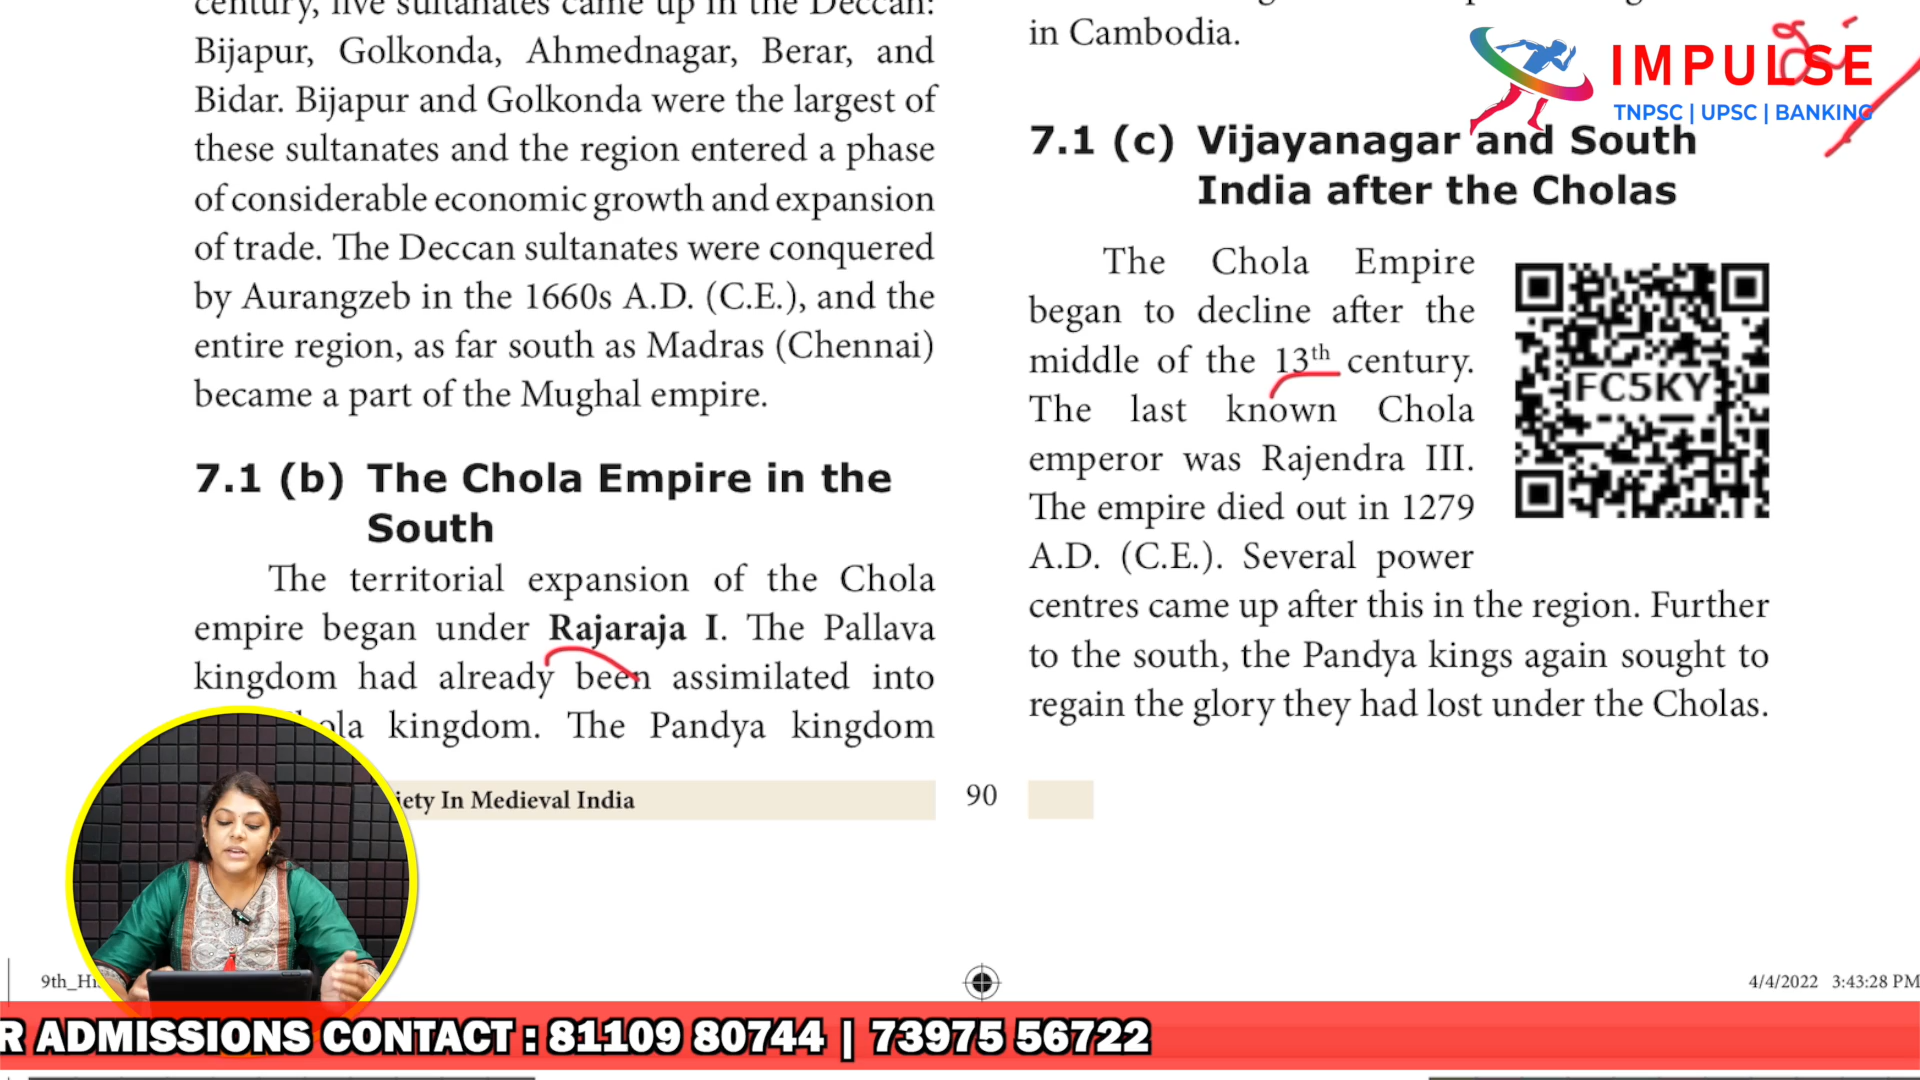 century, five sultanates came up in the Deccan:
Bijapur, Golkonda, Ahmednagar, Berar, and
Bidar. Bijapur and Golkonda were the largest of
these sultanates and the region entered a phase
of considerable economic growth and expansion
of trade. The Deccan sultanates were conquered
by Aurangzeb in the 1660s A.D. (C.E.), and the
entire region, as far south as Madras (Chennai)
became a part of the Mughal empire.
7.1 (b) The Chola Empire in the
South
The territorial expansion of the Chola
empire began under Rajaraja I. The Pallava
kingdom had already been assimilated into
kingdom. The Pandya kingdom
In Medieval India
90
in Cambodia.
IMPULSE
TNPSC | UPSC | BANKING
7.1 (c) Vijayanagar and South
India after the Cholas
The Chola Empire
began to decline after the
middle of the 13th century.
The last known Chola
emperor was Rajendra III.
The empire died out in 1279
A.D. (C.E.). Several power
centres came up after this in the region. Further
to the south, the Pandya kings again sought to
regain the glory they had lost under the Cholas.
FC5KY
4/4/2022 3:43:28 PM
R ADMISSIONS CONTACT : 81109 80744 | 73975 56722